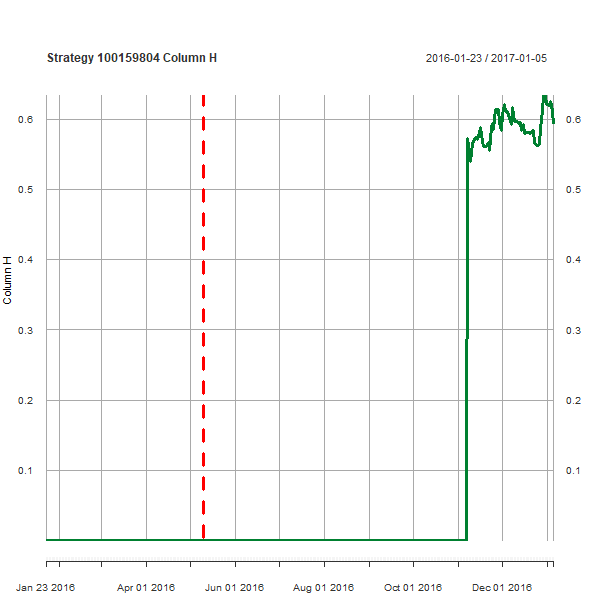 Strategy 100159804 Column H
2016-01-23 / 2017-01-05
0.6
0.6
0.5
0.5
0.4
0.4
Column H
0.3
0.3
0.2
0.2
0.1
0.1
Jan 23 2016
Apr 01 2016
Jun 01 2016
Aug 01 2016
Oct 01 2016
Dec 01 2016